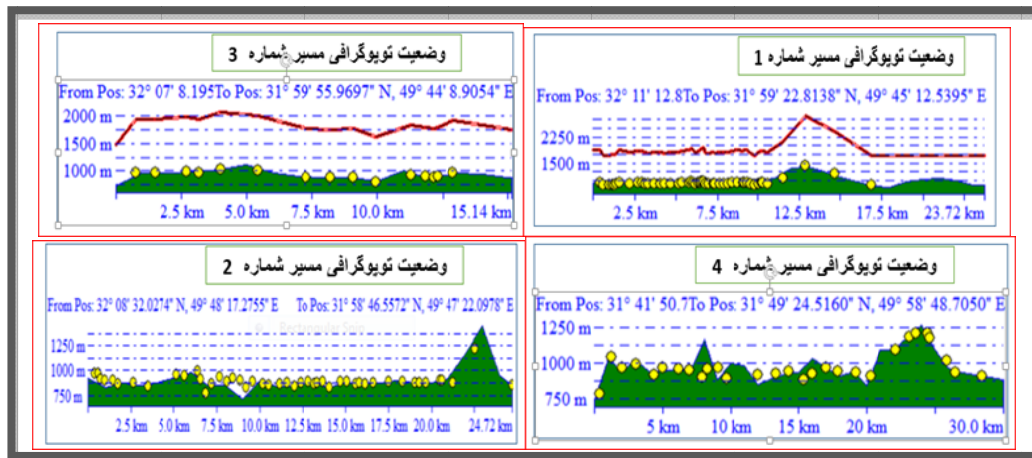 وضعیت توپوگرافی مسیر شماره 3
From Pos: 32° 07' 8.195To Pos: 31° 59' 55.9697" N, 49° 44' 8.9054" E
2000 m
1500 m
1000 m
2.5 km 5.0 km 7.5 km 10.0 km 15.14 km
وضعیت توپوگرافی مسیر شماره 1
From Pos: 32° 11' 12.8To Pos: 31° 59' 22.8138" N, 49° 45' 12.5395" E
2250 m
1500 m
2.5 km 7.5 km 12.5 km 17.5 km 23.72 km
وضعیت توپوگرافی مسیر شماره 2
From Pos: 32° 08' 32.0274" N, 49° 48' 17.2755" E To Pos: 31° 58' 46.5572" N, 49° 47' 22.0978" E
1250 m
1000 m
750 m
2.5 km 5.0 km 7.5 km 10.0 km 12.5 km 15.0 km 17.5 km 20.0 km 24.72 km
وضعیت توپوگرافی مسیر شماره 4
From Pos: 31° 41' 50.7To Pos: 31° 49' 24.5160" N, 49° 58' 48.7050" E
1250 m
1000 m
750 m
5 km 10 km 15 km 20 km 30.0 km